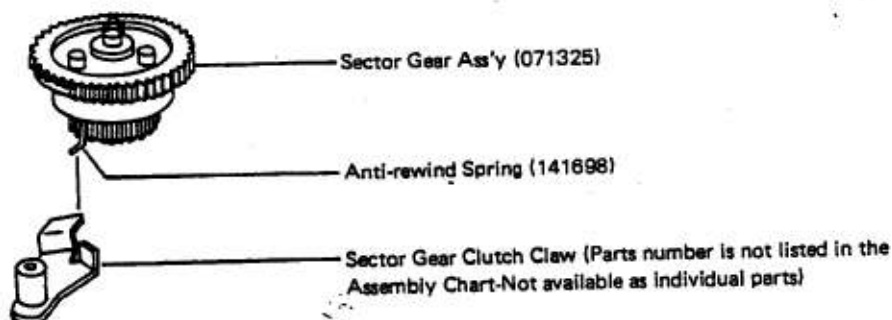 Sector Gear Ass'y (071325)
Anti-rewind Spring (141698)
Sector Gear Clutch Claw (Parts number is not listed in the
Assembly Chart-Not available as individual parts)